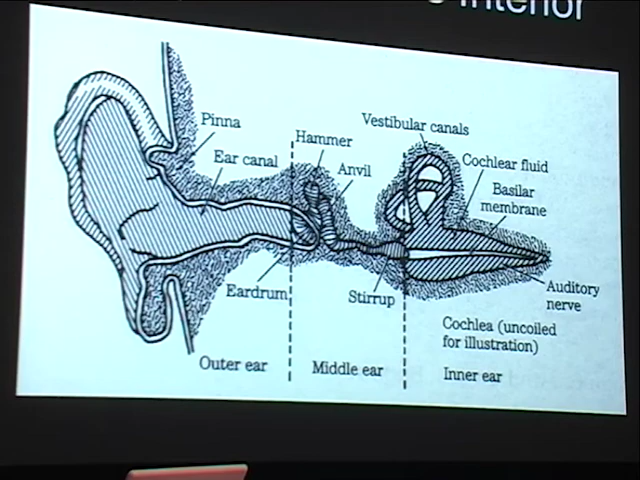 Interior
Pinna
Ear canal
Hammer
Anvil
Vestibular canals
Cochlear fluid
Basilar
membrane
Eardrum
Stirrup
Auditory
nerve
Cochlea (uncoiled
for illustration)
Outer ear
Middle ear
Inner ear